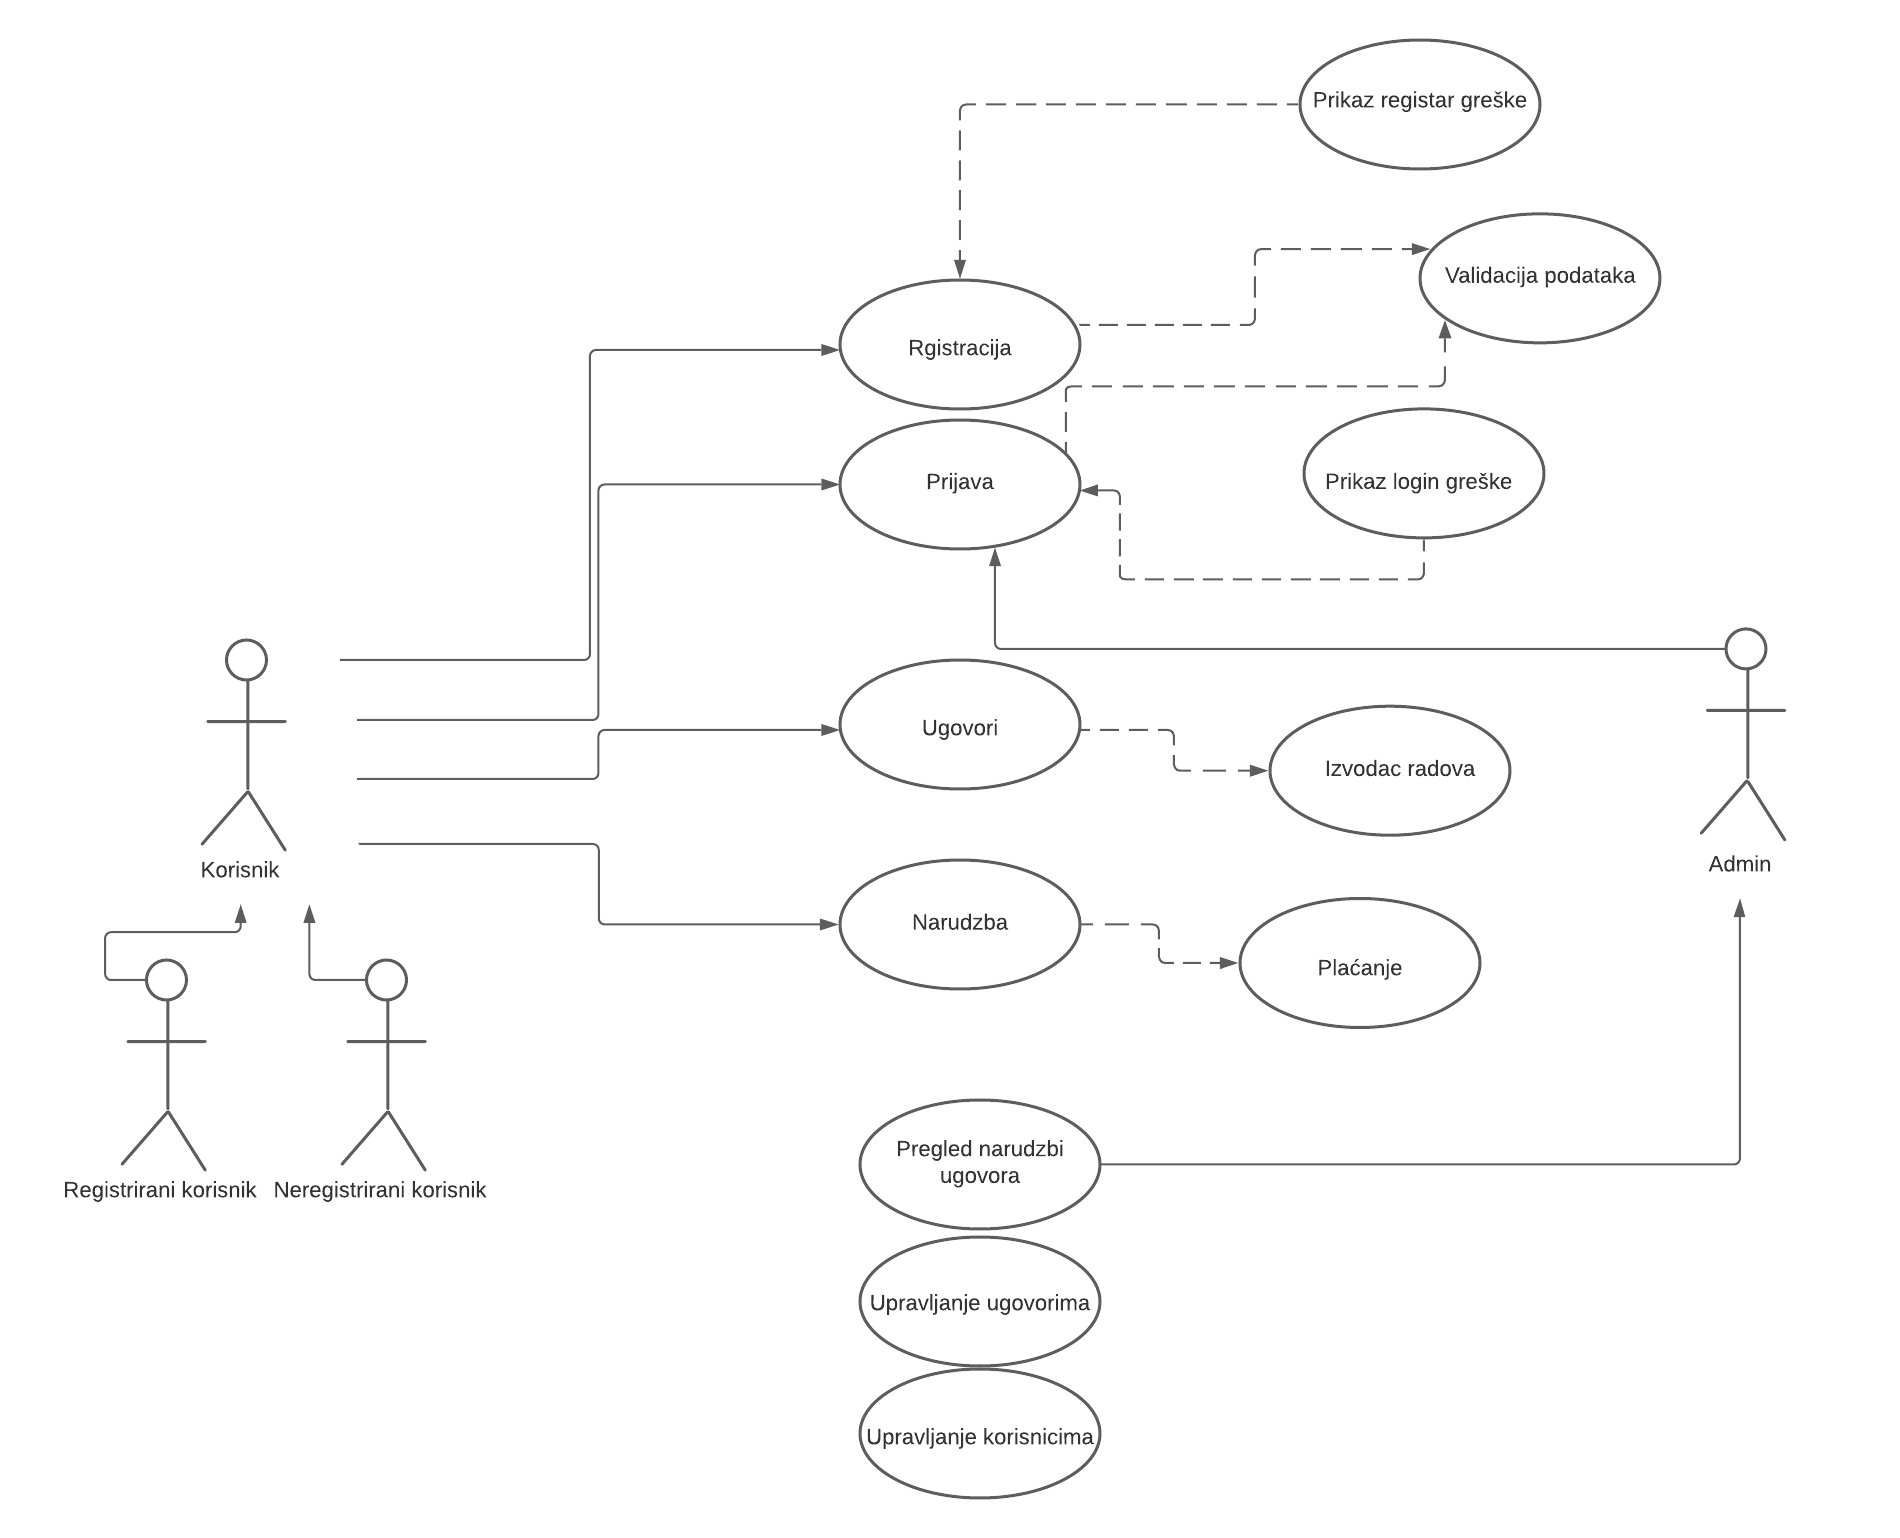 Prikaz registar greške
Validacija podataka
Rgistracija
Prijava
Prikaz login greške
Ugovori
Izvodac radova
Korisnik
Admin
Narudzba
Plaćanje
Pregled narudzbi
ugovora
Registrirani korisnik
Neregistrirani korisnik
Upravljanje ugovorima
Upravljanje korisnicima